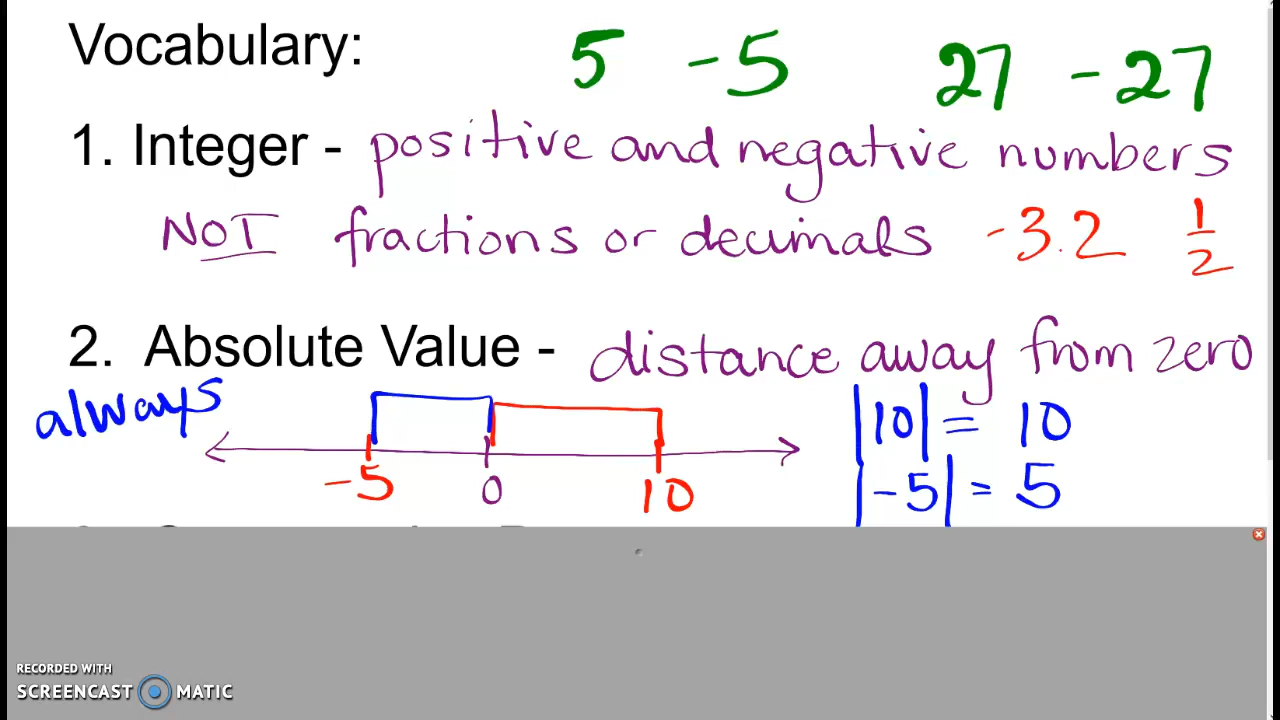 Vocabulary: 5 -5 27 -27
1. Integer - positive and negative numbers
NOT fractions or decimals -3.2 1/2
2. Absolute Value - distance away from zero
always
|10| = 10
-5 0 10 |-5| = 5
RECORDED WITH
SCREENCAST MATIC